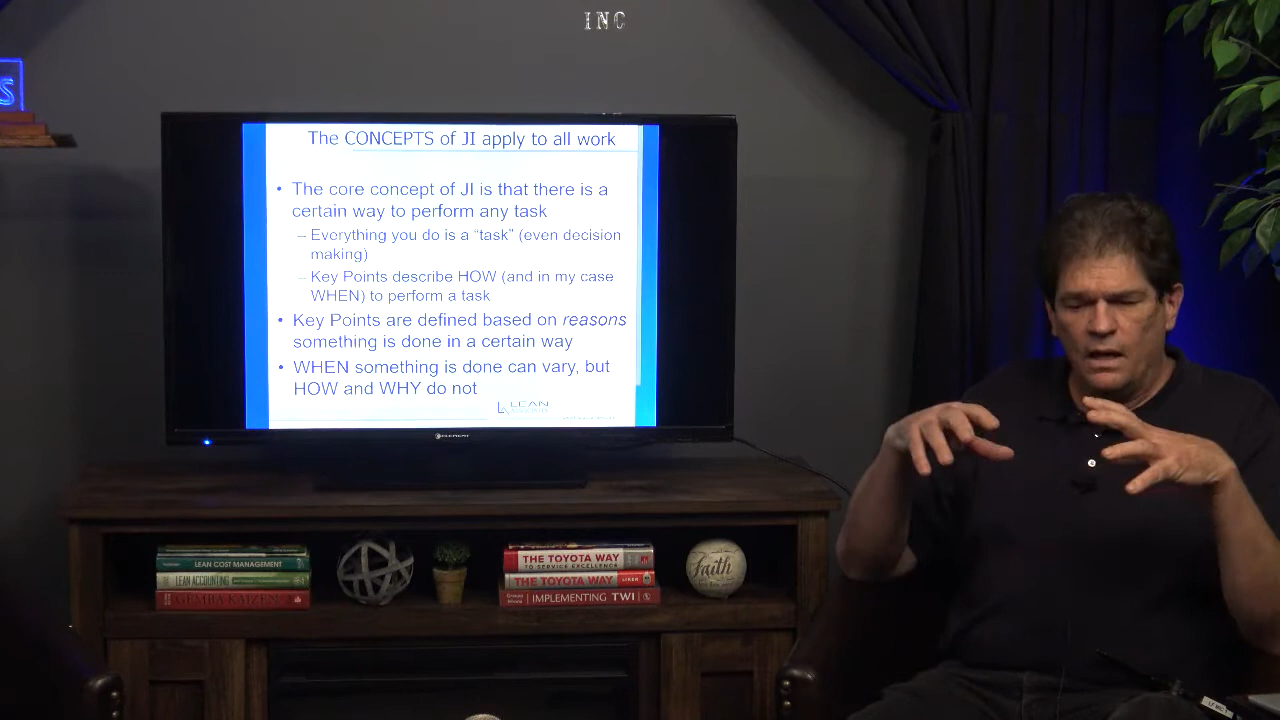 INC
S
The CONCEPTS of JI apply to all work
• The core concept of JI is that there is a
certain way to perform any task
– Everything you do is a “task” (even decision
making)
– Key Points describe HOW (and in my case
WHEN) to perform a task
• Key Points are defined based on reasons
something is done in a certain way
• WHEN something is done can vary, but
HOW and WHY do not
LEAN
ELEMENT
LEAN COST MANAGEMENT
LEAN ACCOUNTING
GEMBA KAIZEN
THE TOYOTA WAY
TO SERVICE EXCELLENCE
THE TOYOTA WAY
LIKER
IMPLEMENTING TWI
Faith